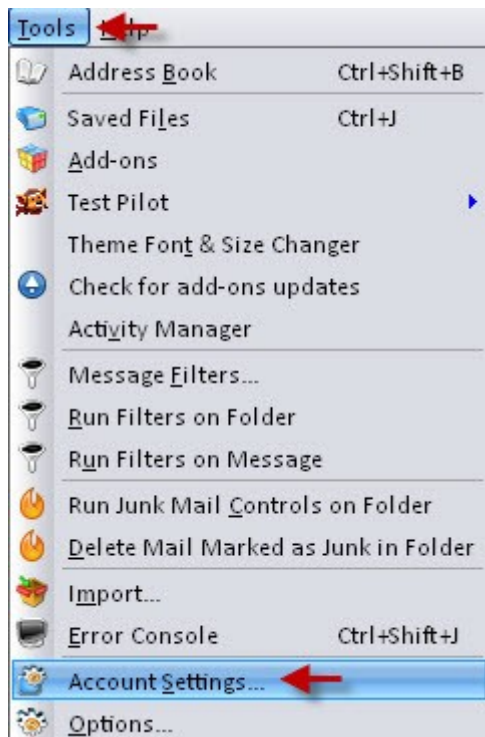 Tools
Address Book Ctrl+Shift+B
Saved Files Ctrl+J
Add-ons
Test Pilot
Theme Font & Size Changer
Check for add-ons updates
Activity Manager
Message Filters...
Run Filters on Folder
Run Filters on Message
Run Junk Mail Controls on Folder
Delete Mail Marked as Junk in Folder
Import...
Error Console Ctrl+Shift+J
Account Settings...
Options...